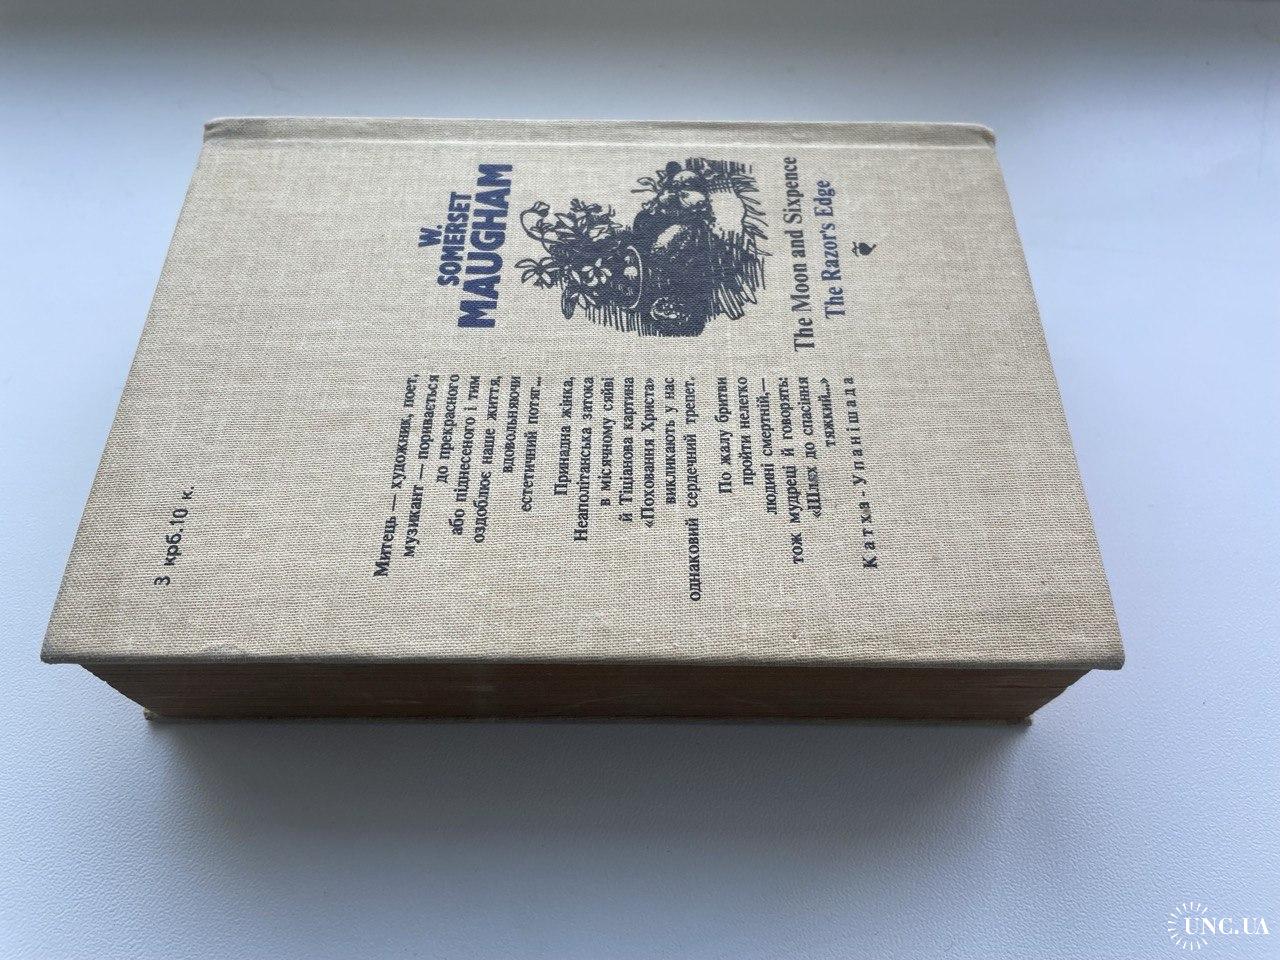 W.
SOMERSET
MAUGHAM
The Moon and Sixpence
The Razor's Edge
Митець — художник, поет,
музикант — поривається
до прекрасного
або піднесеного і тим
оздоблює наше життя,
вдовольняючи
естетичний потяг...
Принадна жінка,
Неаполітанська затока
в місячному сяйві
й Тіціанова картина
«Поховання Христа»
викликають у нас
однаковий сердечний трепет.
По жалу бритви
пройти нелегко
людині смертній,—
тож мудреці й говорять:
«Шлях до спасіння
тяжкий...»
Катха-Упанішада
3 крб. 10 к.
UNC.UA